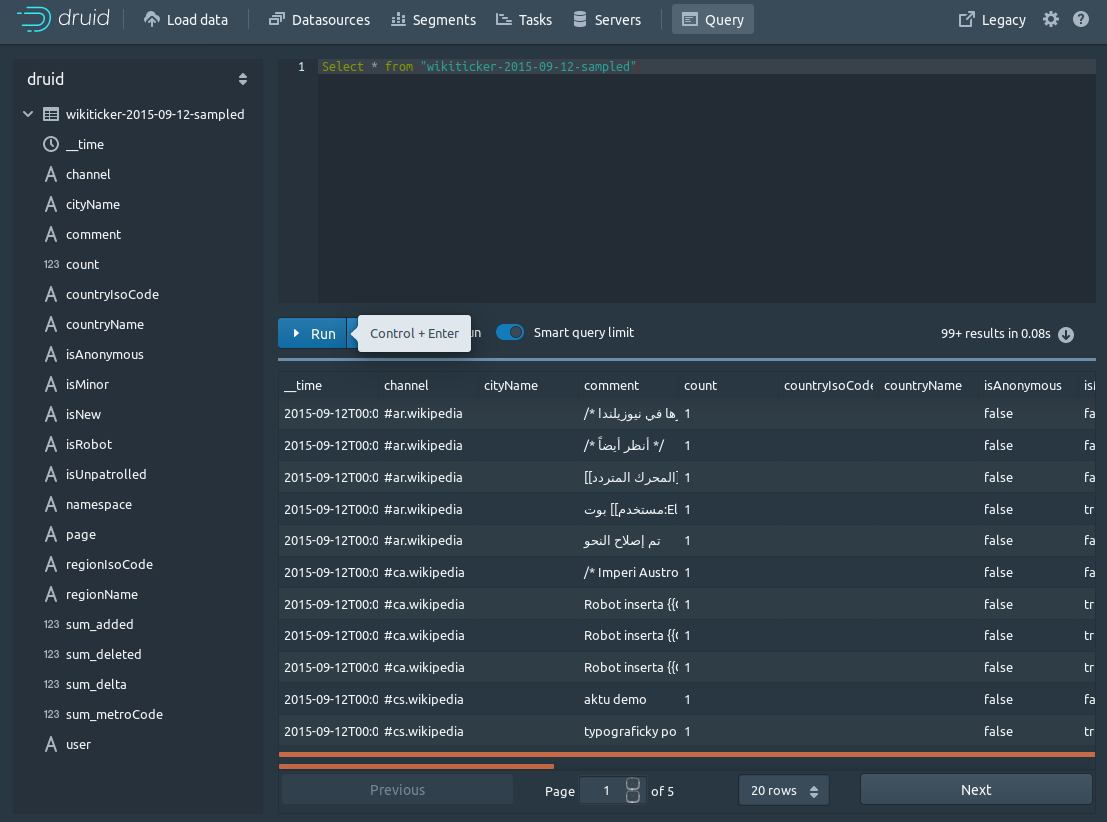 druid Load data Datasources Segments Tasks Servers Query Legacy
druid
wikiticker-2015-09-12-sampled
__time
channel
cityName
comment
123 count
countryIsoCode
countryName
isAnonymous
isMinor
isNew
isRobot
isUnpatrolled
namespace
page
regionIsoCode
regionName
123 sum_added
123 sum_deleted
123 sum_delta
123 sum_metroCode
user
1 Select * from "wikiticker-2015-09-12-sampled"
Run Control + Enter un Smart query limit 99+ results in 0.08s
__time channel cityName comment count countryIsoCode countryName isAnonymous
2015-09-12T00:0 #ar.wikipedia /* رها في نيوزيلندا 1 false fa
2015-09-12T00:0 #ar.wikipedia /* أنظر أيضاً */ 1 false fa
2015-09-12T00:0 #ar.wikipedia [[المحرك المتردد 1 false fa
2015-09-12T00:0 #ar.wikipedia بوت [[مستخدم:El 1 false tr
2015-09-12T00:0 #ar.wikipedia تم إصلاح النحو 1 false fa
2015-09-12T00:0 #ca.wikipedia /* Imperi Austro 1 false fa
2015-09-12T00:0 #ca.wikipedia Robot inserta {{ 1 false tr
2015-09-12T00:0 #ca.wikipedia Robot inserta {{ 1 false tr
2015-09-12T00:0 #ca.wikipedia Robot inserta {{ 1 false tr
2015-09-12T00:0 #cs.wikipedia aktu demo 1 false fa
2015-09-12T00:0 #cs.wikipedia typograficky po 1 false tr
Previous Page 1 of 5 20 rows Next